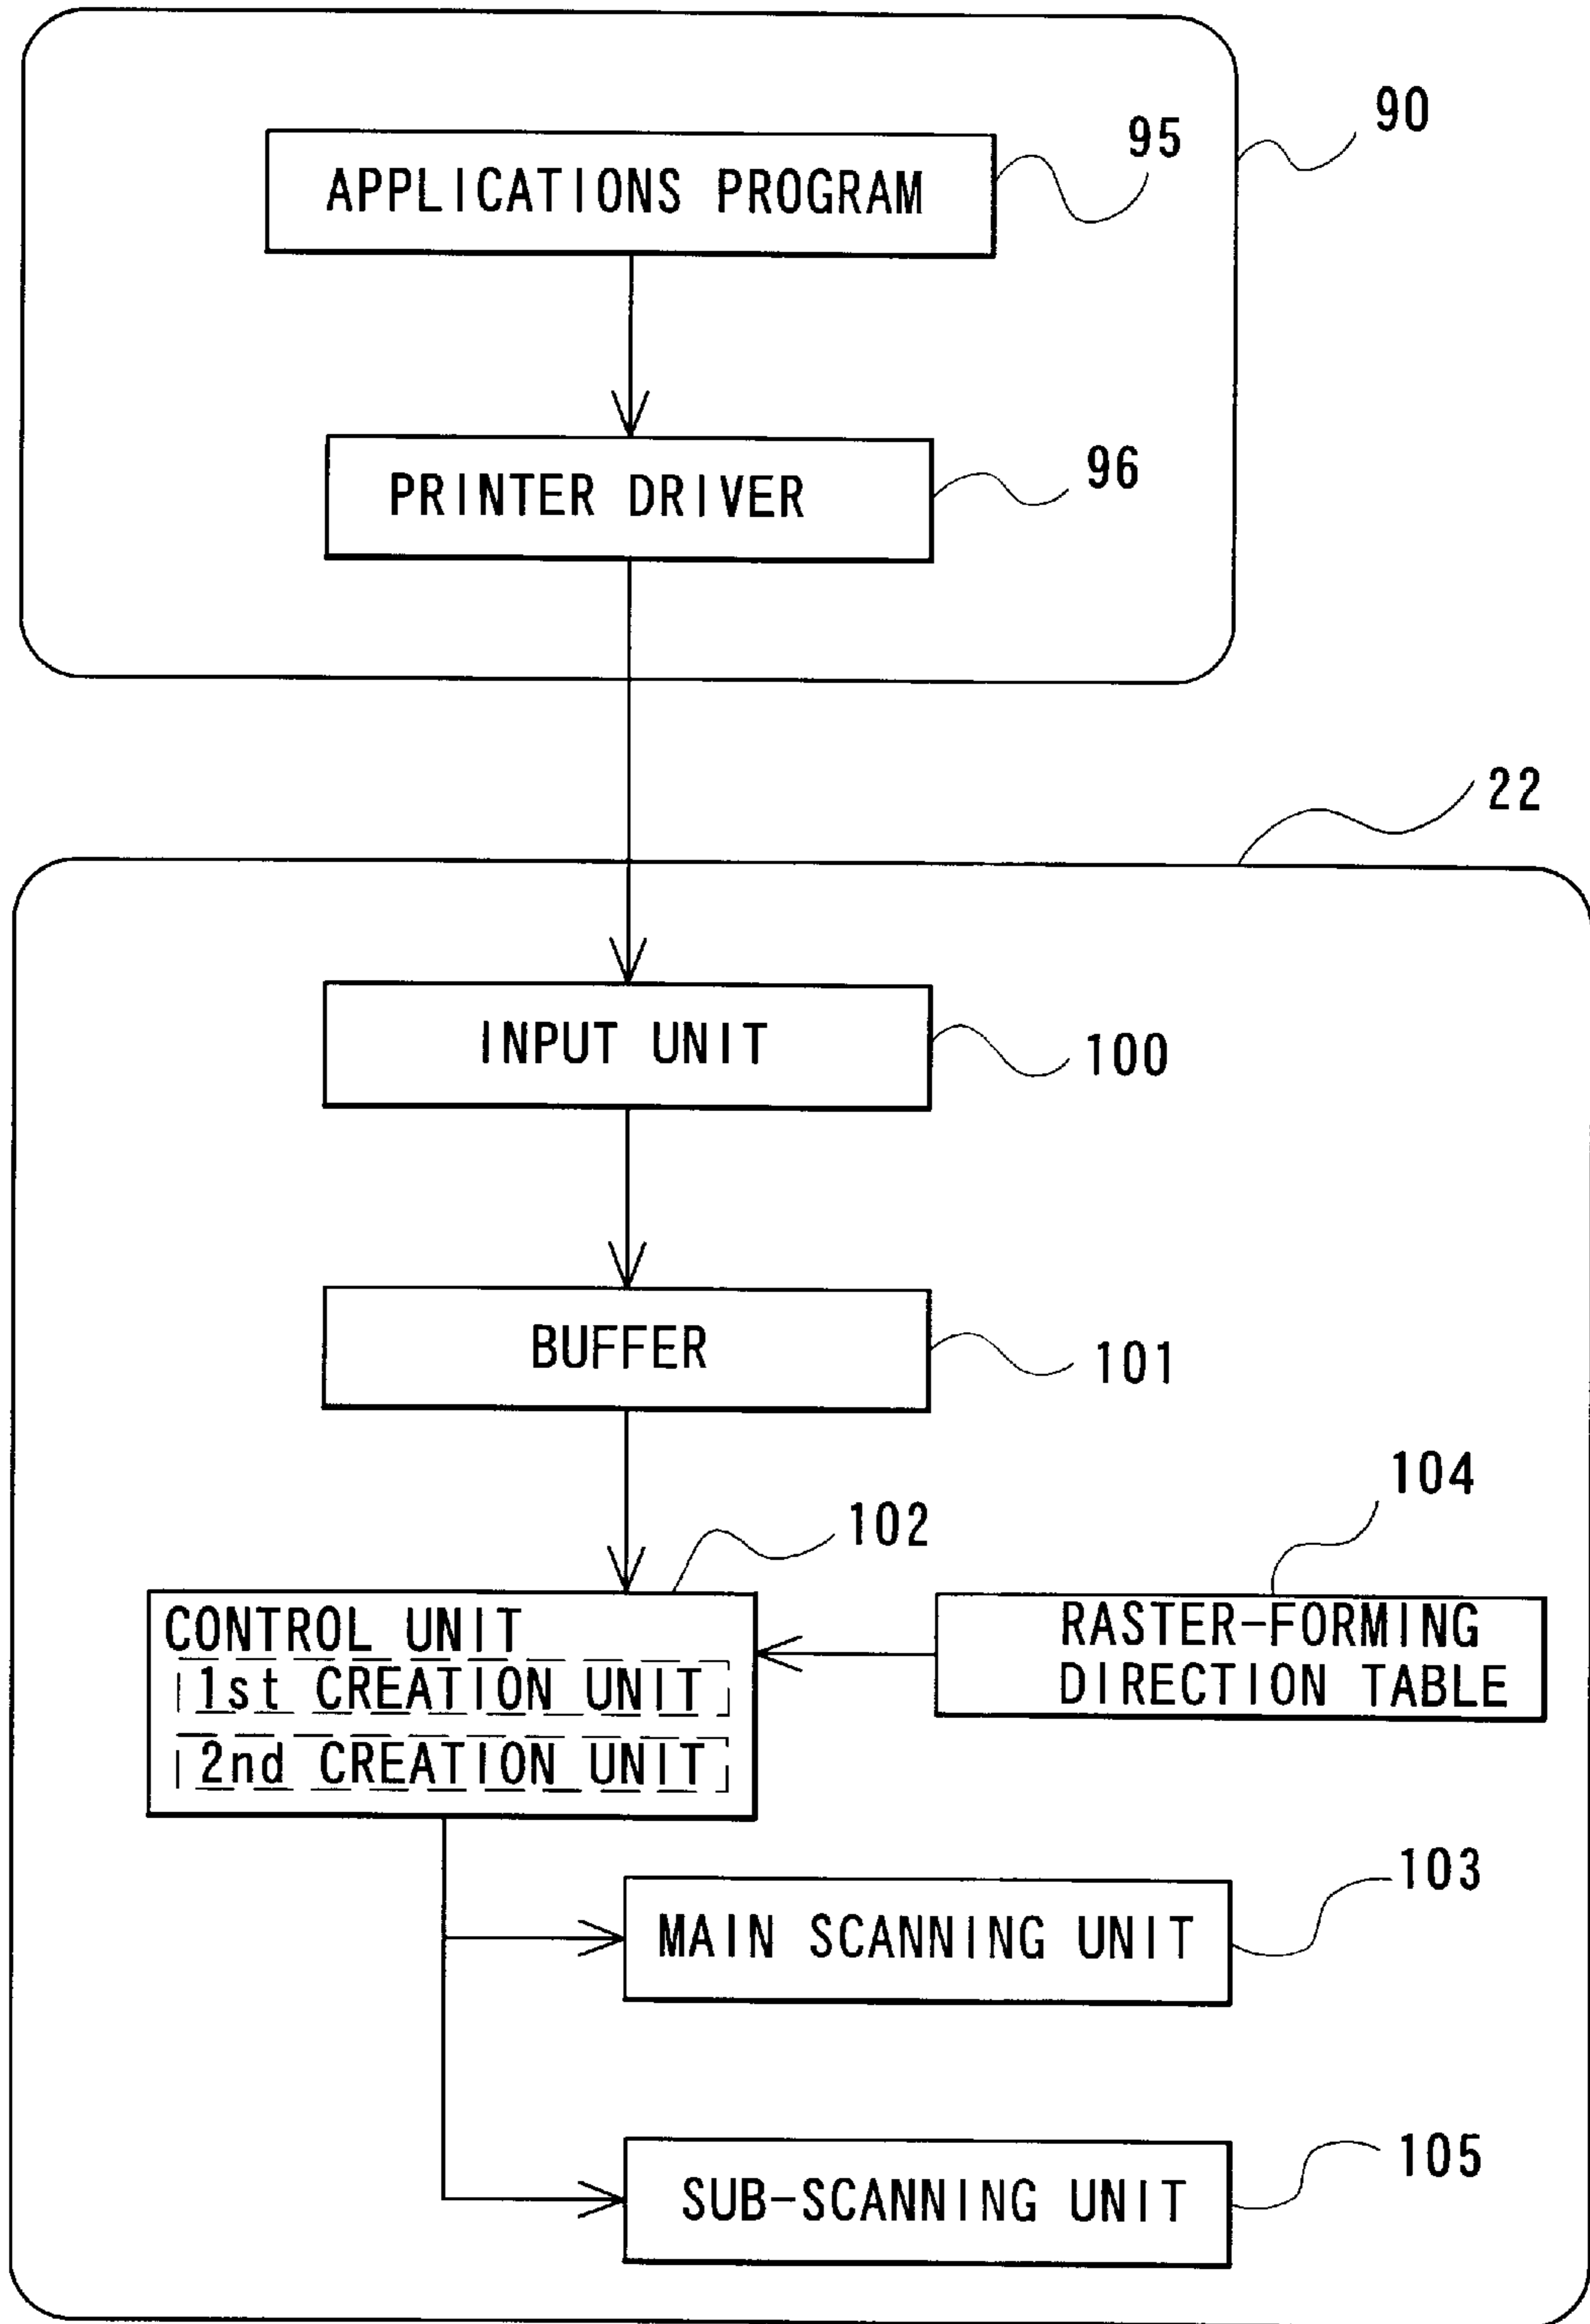 90
95
APPLICATIONS PROGRAM
96
PRINTER DRIVER
22
INPUT UNIT
100
BUFFER
101
104
102
CONTROL UNIT
1st CREATION UNIT
2nd CREATION UNIT
RASTER-FORMING
DIRECTION TABLE
103
MAIN SCANNING UNIT
105
SUB-SCANNING UNIT